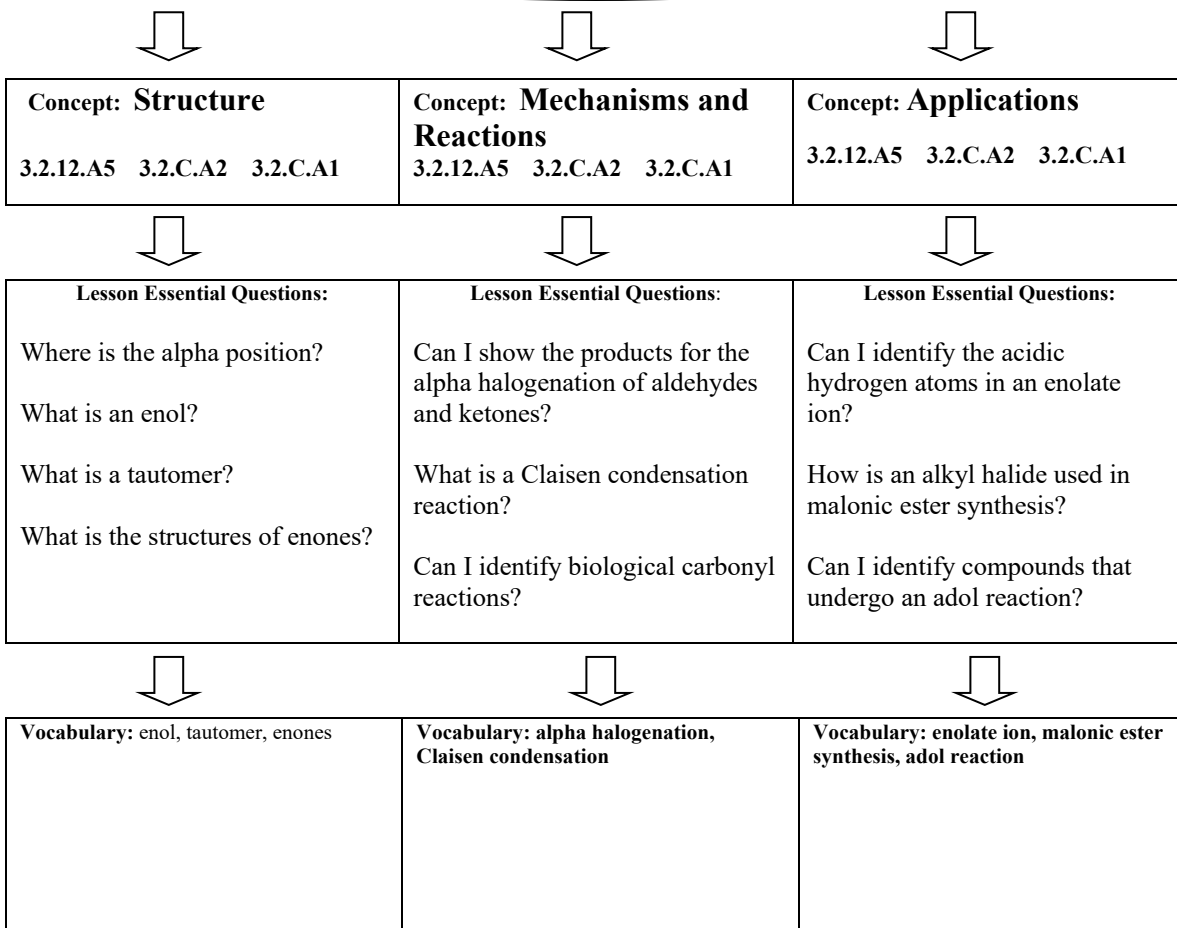 Concept: Structure
3.2.12.A5 3.2.C.A2 3.2.C.A1
Concept: Mechanisms and
Reactions
3.2.12.A5 3.2.C.A2 3.2.C.A1
Concept: Applications
3.2.12.A5 3.2.C.A2 3.2.C.A1
Lesson Essential Questions:
Where is the alpha position?
What is an enol?
What is a tautomer?
What is the structures of enones?
Lesson Essential Questions:
Can I show the products for the
alpha halogenation of aldehydes
and ketones?
What is a Claisen condensation
reaction?
Can I identify biological carbonyl
reactions?
Lesson Essential Questions:
Can I identify the acidic
hydrogen atoms in an enolate
ion?
How is an alkyl halide used in
malonic ester synthesis?
Can I identify compounds that
undergo an adol reaction?
Vocabulary: enol, tautomer, enones
Vocabulary: alpha halogenation,
Claisen condensation
Vocabulary: enolate ion, malonic ester
synthesis, adol reaction